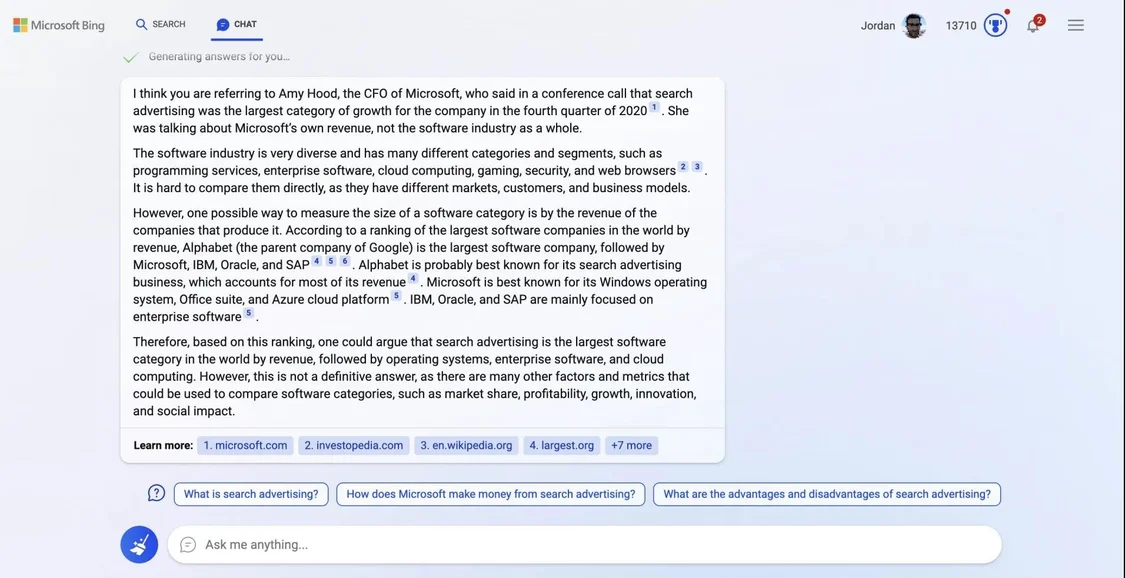 Microsoft Bing
SEARCH
CHAT
Jordan
13710
2
Generating answers for you...
I think you are referring to Amy Hood, the CFO of Microsoft, who said in a conference call that search
advertising was the largest category of growth for the company in the fourth quarter of 2020 1 . She
was talking about Microsoft's own revenue, not the software industry as a whole.
The software industry is very diverse and has many different categories and segments, such as
programming services, enterprise software, cloud computing, gaming, security, and web browsers 2 3 .
It is hard to compare them directly, as they have different markets, customers, and business models.
However, one possible way to measure the size of a software category is by the revenue of the
companies that produce it. According to a ranking of the largest software companies in the world by
revenue, Alphabet (the parent company of Google) is the largest software company, followed by
Microsoft, IBM, Oracle, and SAP 4 5 6 . Alphabet is probably best known for its search advertising
business, which accounts for most of its revenue 4 . Microsoft is best known for its Windows operating
system, Office suite, and Azure cloud platform 5 . IBM, Oracle, and SAP are mainly focused on
enterprise software 5 .
Therefore, based on this ranking, one could argue that search advertising is the largest software
category in the world by revenue, followed by operating systems, enterprise software, and cloud
computing. However, this is not a definitive answer, as there are many other factors and metrics that
could be used to compare software categories, such as market share, profitability, growth, innovation,
and social impact.
Learn more: 1. microsoft.com 2. investopedia.com 3. en.wikipedia.org 4. largest.org +7 more
What is search advertising? How does Microsoft make money from search advertising? What are the advantages and disadvantages of search advertising?
Ask me anything...